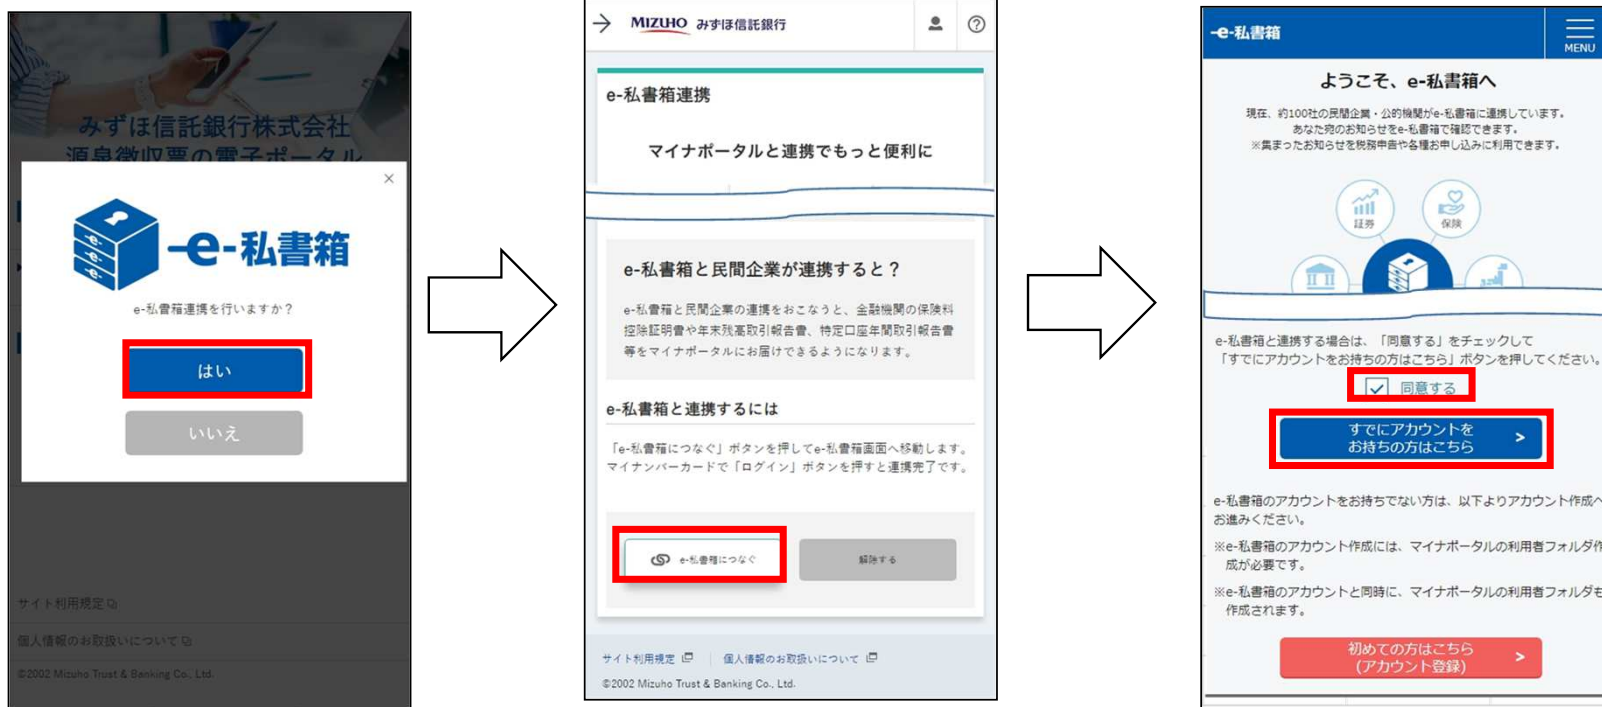 みずほ信託銀行株式会社
源泉徴収票の電子ポータル
×
-e-私書箱
e-私書箱連携を行いますか？
はい
いいえ
サイト利用規定
個人情報のお取扱いについて
©2002 Mizuho Trust & Banking Co., Ltd.
MIZUHO みずほ信託銀行
e-私書箱連携
マイナポータルと連携でもっと便利に
e-私書箱と民間企業が連携すると？
e-私書箱と民間企業の連携をおこなうと、金融機関の保険料
控除証明書や年末残高取引報告書、特定口座年間取引報告書
等をマイナポータルにお届けできるようになります。
e-私書箱と連携するには
「e-私書箱につなぐ」ボタンを押してe-私書箱画面へ移動します。
マイナンバーカードで「ログイン」ボタンを押すと連携完了です。
e-私書箱につなぐ
解除する
サイト利用規定
個人情報のお取扱いについて
©2002 Mizuho Trust & Banking Co., Ltd.
-e-私書箱
MENU
ようこそ、e-私書箱へ
現在、約100社の民間企業・公的機関がe-私書箱に連携しています。
あなた宛のお知らせをe-私書箱で確認できます。
※集まったお知らせを税務申告や各種お申し込みに利用できます。
証券
保険
e-私書箱と連携する場合は、「同意する」をチェックして
「すでにアカウントをお持ちの方はこちら」ボタンを押してください。
同意する
すでにアカウントを
お持ちの方はこちら
e-私書箱のアカウントをお持ちでない方は、以下よりアカウント作成へ
お進みください。
※e-私書箱のアカウント作成には、マイナポータルの利用者フォルダ作
成が必要です。
※e-私書箱のアカウントと同時に、マイナポータルの利用者フォルダも
作成されます。
初めての方はこちら
(アカウント登録)